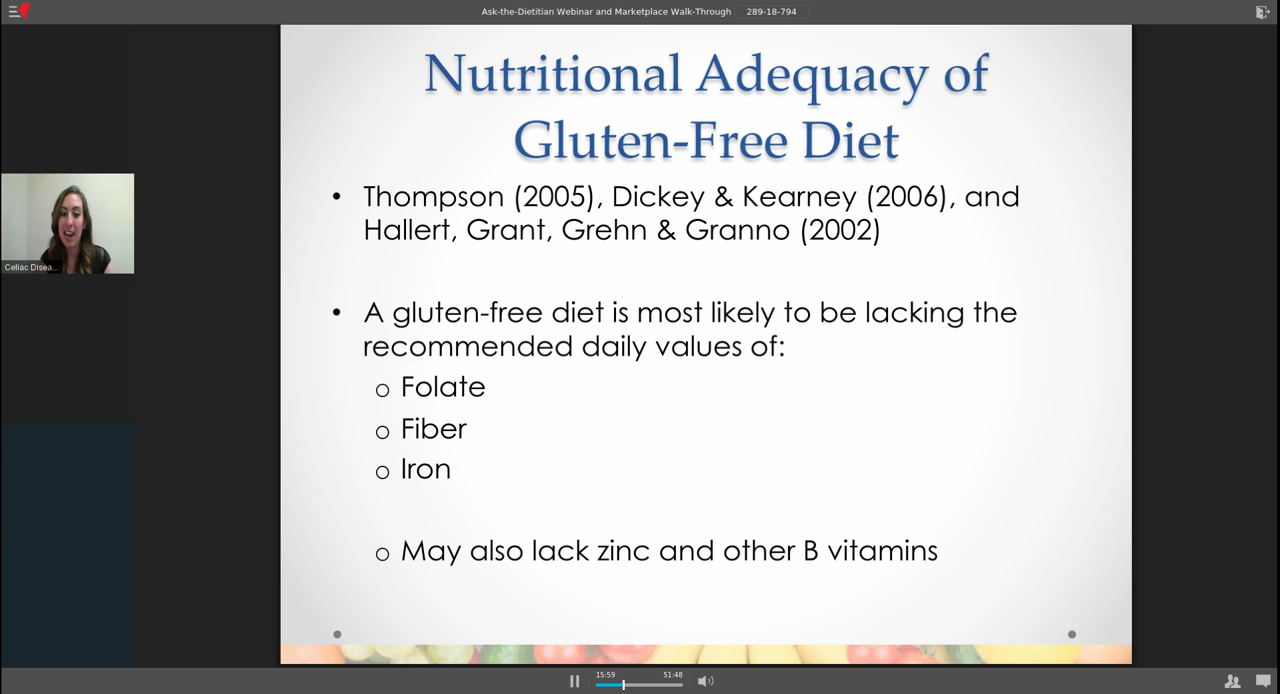 Ask-the-Dietitian Webinar and Marketplace Walk-Through 289-18-794
Nutritional Adequacy of
Gluten-Free Diet
• Thompson (2005), Dickey & Kearney (2006), and
Hallert, Grant, Grehn & Granno (2002)
• A gluten-free diet is most likely to be lacking the
recommended daily values of:
o Folate
o Fiber
o Iron
o May also lack zinc and other B vitamins
Celiac Disea...
15:59 51:48